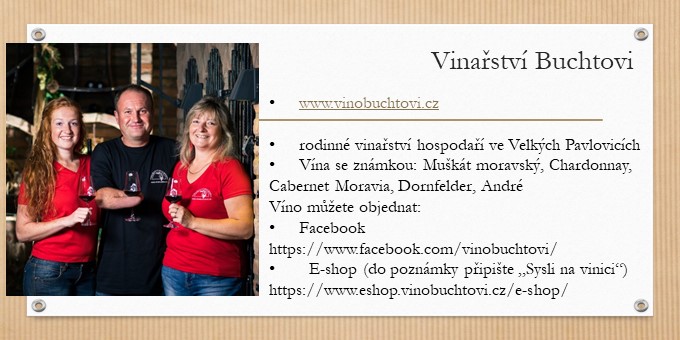 Vinařství Buchtovi
• www.vinobuchtovi.cz
• rodinné vinařství hospodaří ve Velkých Pavlovicích
• Vína se známkou: Muškát moravský, Chardonnay,
Cabernet Moravia, Dornfelder, André
Víno můžete objednat:
• Facebook
https://www.facebook.com/vinobuchtovi/
• E-shop (do poznámky připište „Sysli na vinici“)
https://www.eshop.vinobuchtovi.cz/e-shop/